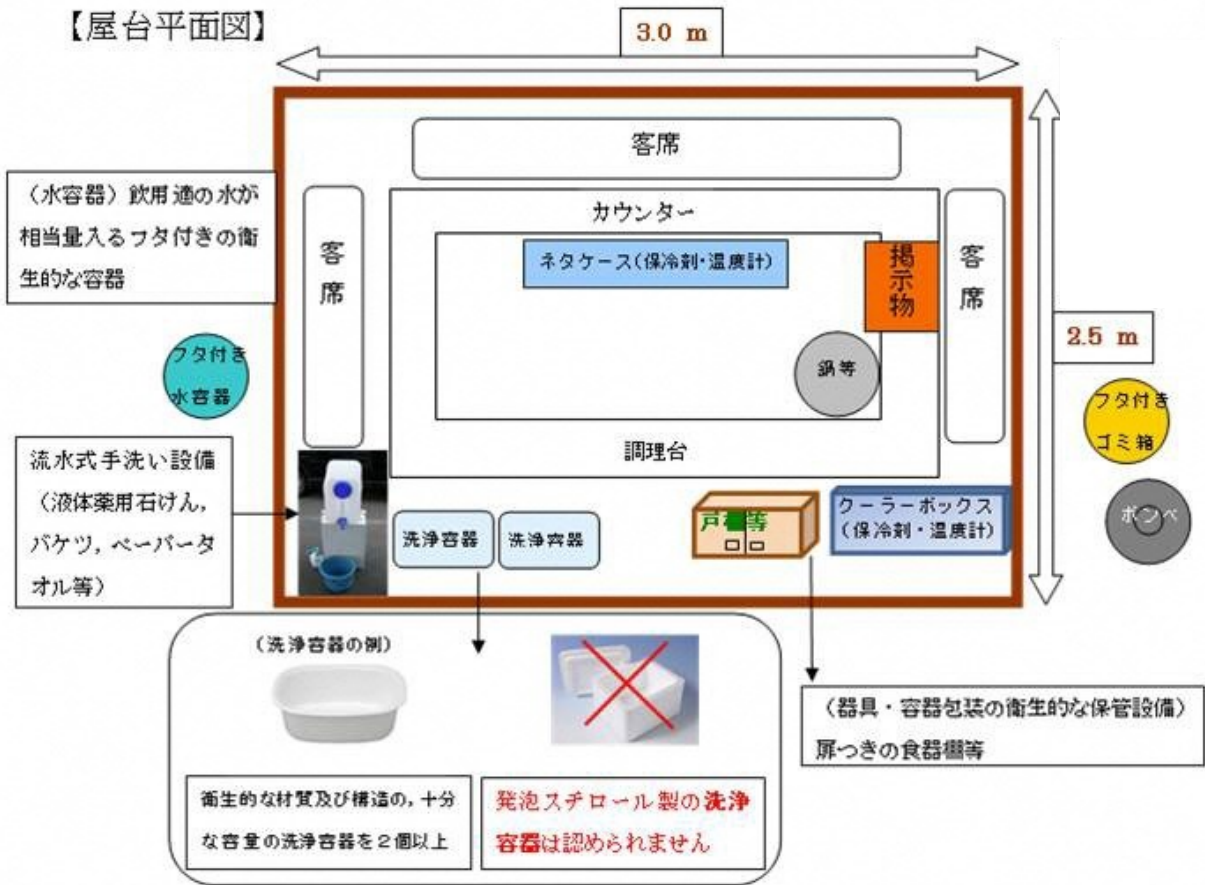 【屋台平面図】
3.0 m
客席
(水容器)飲用適の水が
相当量入るフタ付きの衛
生的な容器
客席
カウンター
ネタケース(保冷剤・温度計)
掲示物
客席
2.5 m
フタ付き
水容器
鍋等
フタ付き
ゴミ箱
調理台
流水式手洗い設備
(液体薬用石けん,
バケツ, ペーパータ
オル等)
洗浄容器
洗浄容器
戸棚等
クーラーボックス
(保冷剤・温度計)
ボンベ
(洗浄容器の例)
(器具・容器包装の衛生的な保管設備)
扉つきの食器棚等
衛生的な材質及び構造の, 十分
な容量の洗浄容器を2個以上
発泡スチロール製の洗浄
容器は認められません